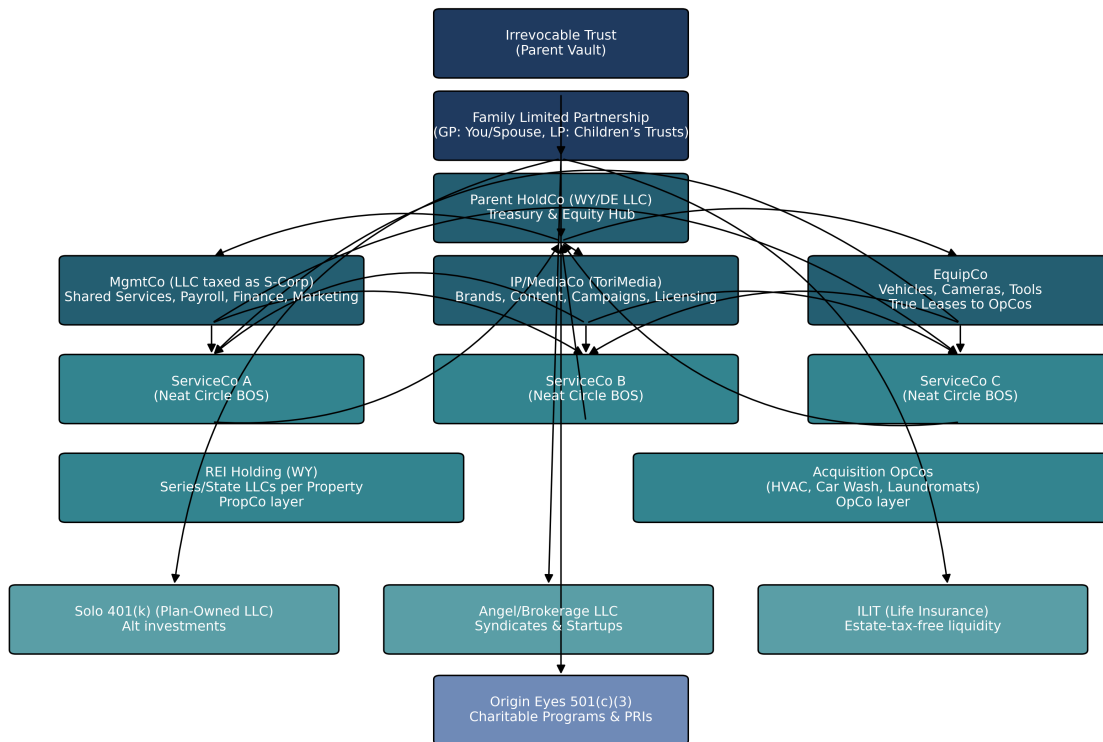 Irrevocable Trust
(Parent Vault)
Family Limited Partnership
(GP: You/Spouse, LP: Children’s Trusts)
Parent HoldCo (WY/DE LLC)
Treasury & Equity Hub
MgmtCo (LLC taxed as S-Corp)
Shared Services, Payroll, Finance, Marketing
IP/MediaCo (ToriMedia)
Brands, Content, Campaigns, Licensing
EquipCo
Vehicles, Cameras, Tools
True Leases to OpCos
ServiceCo A
(Neat Circle BOS)
ServiceCo B
(Neat Circle BOS)
ServiceCo C
(Neat Circle BOS)
REI Holding (WY)
Series/State LLCs per Property
PropCo layer
Acquisition OpCos
(HVAC, Car Wash, Laundromats)
OpCo layer
Solo 401(k) (Plan-Owned LLC)
Alt investments
Angel/Brokerage LLC
Syndicates & Startups
ILIT (Life Insurance)
Estate-tax-free liquidity
Origin Eyes 501(c)(3)
Charitable Programs & PRIs